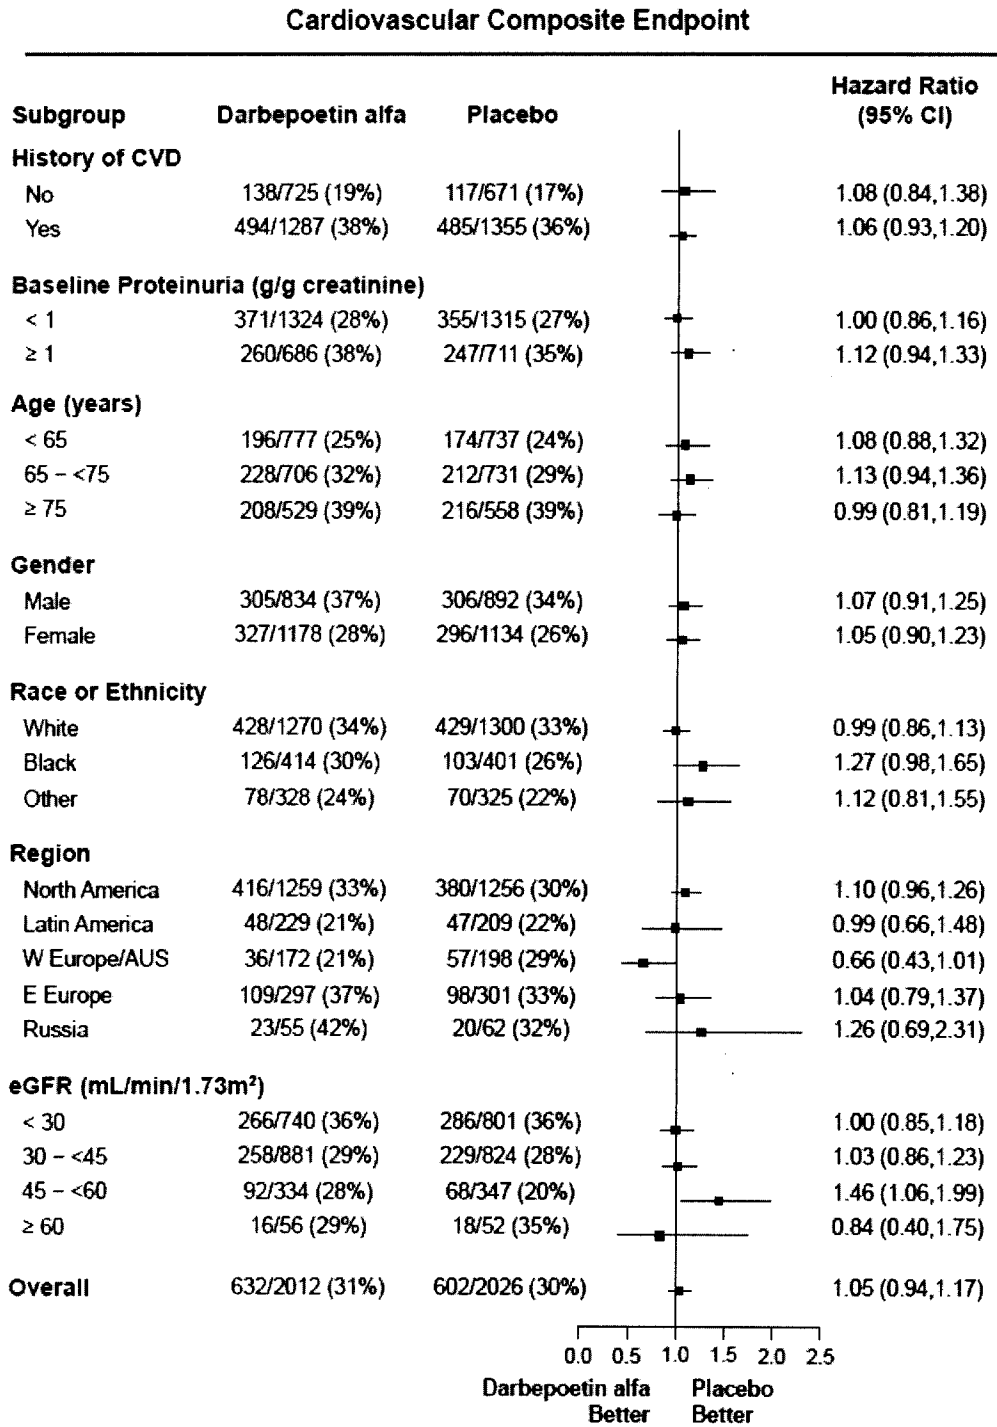 Cardiovascular Composite Endpoint
Hazard Ratio
Subgroup Darbepoetin alfa Placebo (95% CI)
History of CVD
No 138/725 (19%) 117/671 (17%) 1.08 (0.84,1.38)
Yes 494/1287 (38%) 485/1355 (36%) 1.06 (0.93,1.20)
Baseline Proteinuria (g/g creatinine)
< 1 371/1324 (28%) 355/1315 (27%) 1.00 (0.86,1.16)
≥ 1 260/686 (38%) 247/711 (35%) 1.12 (0.94,1.33)
Age (years)
< 65 196/777 (25%) 174/737 (24%) 1.08 (0.88,1.32)
65 – <75 228/706 (32%) 212/731 (29%) 1.13 (0.94,1.36)
≥ 75 208/529 (39%) 216/558 (39%) 0.99 (0.81,1.19)
Gender
Male 305/834 (37%) 306/892 (34%) 1.07 (0.91,1.25)
Female 327/1178 (28%) 296/1134 (26%) 1.05 (0.90,1.23)
Race or Ethnicity
White 428/1270 (34%) 429/1300 (33%) 0.99 (0.86,1.13)
Black 126/414 (30%) 103/401 (26%) 1.27 (0.98,1.65)
Other 78/328 (24%) 70/325 (22%) 1.12 (0.81,1.55)
Region
North America 416/1259 (33%) 380/1256 (30%) 1.10 (0.96,1.26)
Latin America 48/229 (21%) 47/209 (22%) 0.99 (0.66,1.48)
W Europe/AUS 36/172 (21%) 57/198 (29%) 0.66 (0.43,1.01)
E Europe 109/297 (37%) 98/301 (33%) 1.04 (0.79,1.37)
Russia 23/55 (42%) 20/62 (32%) 1.26 (0.69,2.31)
eGFR (mL/min/1.73m²)
< 30 266/740 (36%) 286/801 (36%) 1.00 (0.85,1.18)
30 – <45 258/881 (29%) 229/824 (28%) 1.03 (0.86,1.23)
45 – <60 92/334 (28%) 68/347 (20%) 1.46 (1.06,1.99)
≥ 60 16/56 (29%) 18/52 (35%) 0.84 (0.40,1.75)
Overall 632/2012 (31%) 602/2026 (30%) 1.05 (0.94,1.17)
0.0 0.5 1.0 1.5 2.0 2.5
Darbepoetin alfa Placebo
Better Better